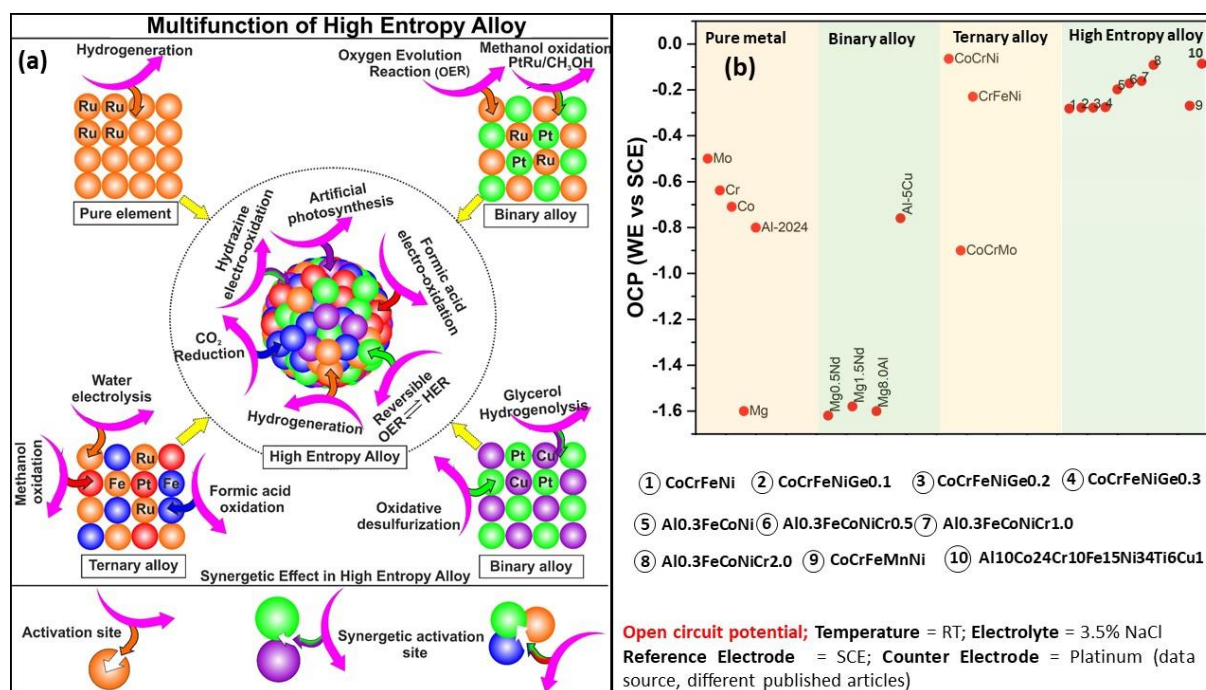 Multifunction of High Entropy Alloy
(a)
Hydrogeneration
Ru Ru
Ru Ru
Pure element
Oxygen Evolution
Reaction (OER)
Methanol oxidation
PtRu/CH3OH
Ru Pt
Pt Ru
Binary alloy
Hydrazine
electro-oxidation
Artificial
photosynthesis
Formic acid
electro-oxidation
CO2
Reduction
Hydrogeneration
Reversible
OER ⇌ HER
High Entropy Alloy
Water
electrolysis
Methanol
oxidation
Ru
Fe Pt Fe
Ru
Formic acid
oxidation
Ternary alloy
Glycerol
Hydrogenolysis
Pt Cu
Cu Pt
Oxidative
desulfurization
Binary alloy
Synergetic Effect in High Entropy Alloy
Activation site
Synergetic activation
site
(b)
Pure metal
Binary alloy
Ternary alloy
High Entropy alloy
OCP (WE vs SCE)
0.0
-0.2
-0.4
-0.6
-0.8
-1.0
-1.2
-1.4
-1.6
Mo
Cr
Co
Al-2024
Mg
Mg0.5Nd
Mg1.5Nd
Mg8.0Al
Al-5Cu
CoCrNi
CrFeNi
CoCrMo
1 2 3 4 5 6 7 8 9 10
1 CoCrFeNi 2 CoCrFeNiGe0.1 3 CoCrFeNiGe0.2 4 CoCrFeNiGe0.3
5 Al0.3FeCoNi 6 Al0.3FeCoNiCr0.5 7 Al0.3FeCoNiCr1.0
8 Al0.3FeCoNiCr2.0 9 CoCrFeMnNi 10 Al10Co24Cr10Fe15Ni34Ti6Cu1
Open circuit potential; Temperature = RT; Electrolyte = 3.5% NaCl
Reference Electrode = SCE; Counter Electrode = Platinum (data
source, different published articles)